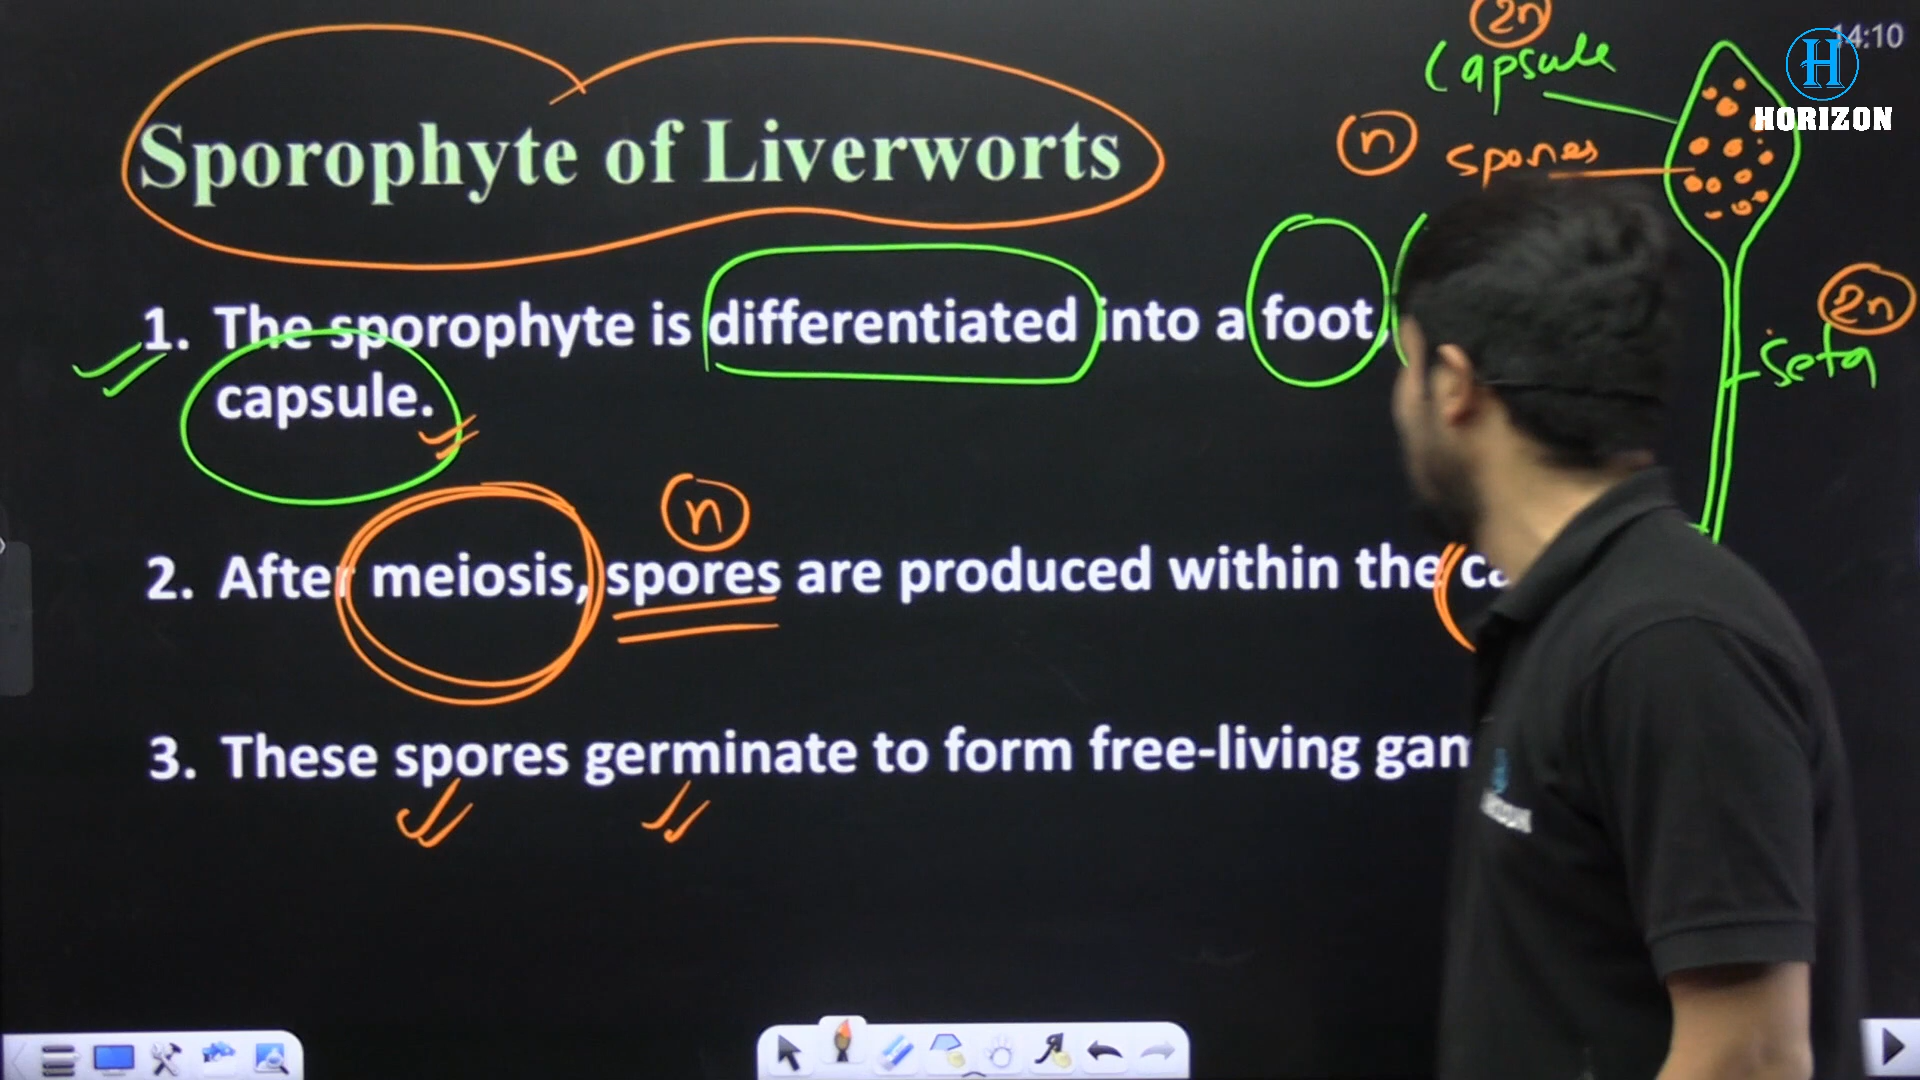 2n
14:10
Capsule
HORIZON
Sporophyte of Liverworts
n
spores
1. The sporophyte is differentiated into a foot,
2n
Seta
capsule.
n
2. After meiosis, spores are produced within the
3. These spores germinate to form free-living